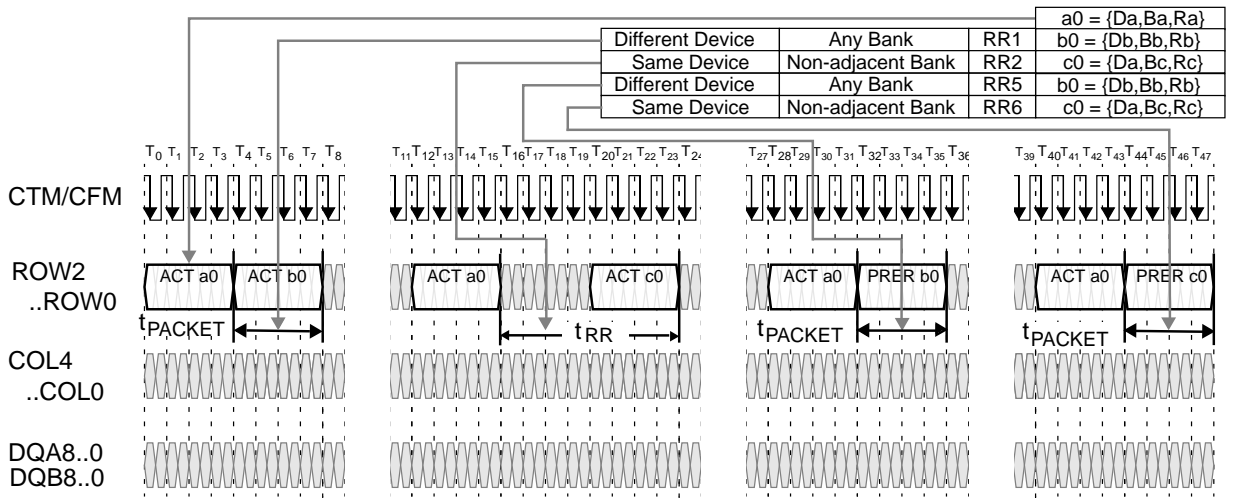 a0 = {Da,Ba,Ra}
Different Device Any Bank RR1 b0 = {Db,Bb,Rb}
Same Device Non-adjacent Bank RR2 c0 = {Da,Bc,Rc}
Different Device Any Bank RR5 b0 = {Db,Bb,Rb}
Same Device Non-adjacent Bank RR6 c0 = {Da,Bc,Rc}
T0 T1 T2 T3 T4 T5 T6 T7 T8 T11 T12 T13 T14 T15 T16 T17 T18 T19 T20 T21 T22 T23 T24 T27 T28 T29 T30 T31 T32 T33 T34 T35 T36 T39 T40 T41 T42 T43 T44 T45 T46 T47
CTM/CFM
ROW2 ACT a0 ACT b0 ACT a0 ACT c0 ACT a0 PRER b0 ACT a0 PRER c0
..ROW0
tPACKET tRR tPACKET tPACKET
COL4
..COL0
DQA8..0
DQB8..0